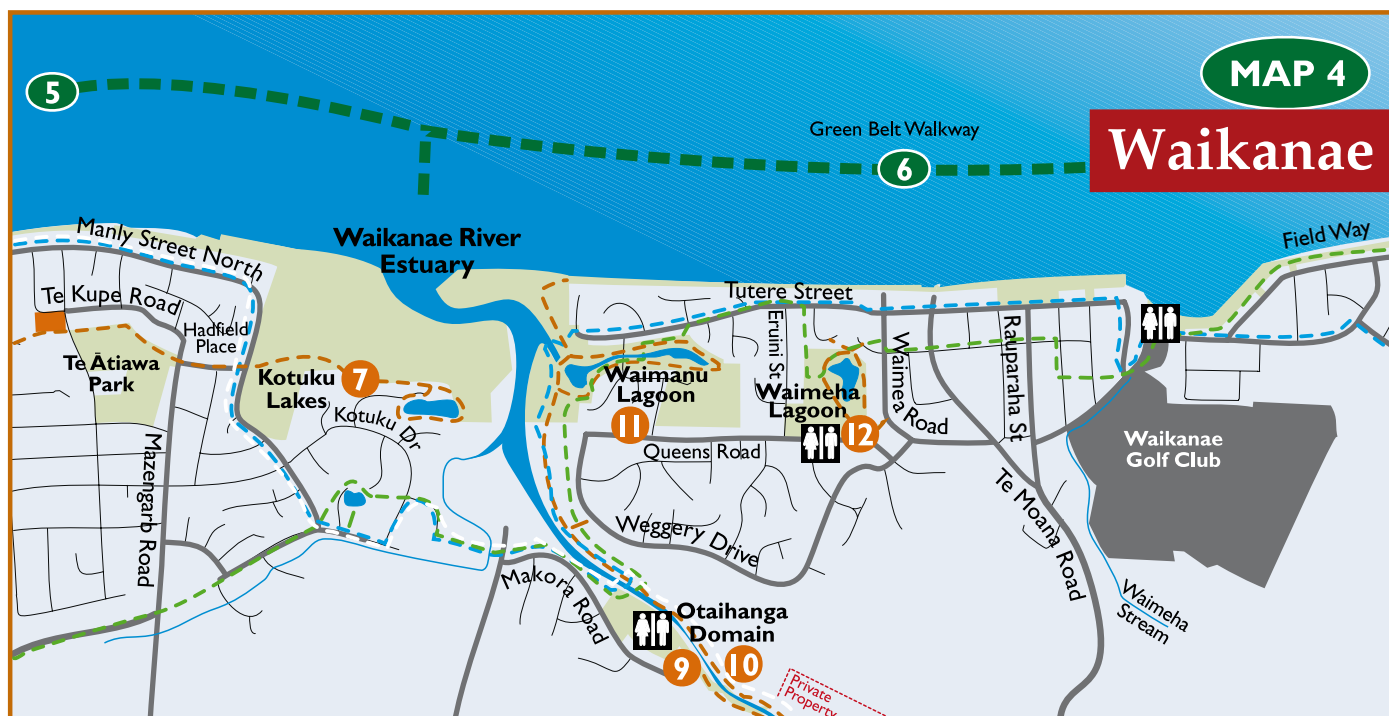 MAP 4
Waikanae
5
Green Belt Walkway
6
Manly Street North
Waikanae River
Estuary
Field Way
Te Kupe Road
Tutere Street
Hadfield
Place
Eruini St
Waimea Road
Rauparaha St
Te Ātiawa
Park
Kotuku
Lakes
7
Waimanu
Lagoon
Waimeha
Lagoon
11
12
Kotuku Dr
Queens Road
Waikanae
Golf Club
Mazengarb Road
Te Moana Road
Weggery Drive
Makora Road
Waimeha
Stream
Otaihanga
Domain
9
10
Private
Property